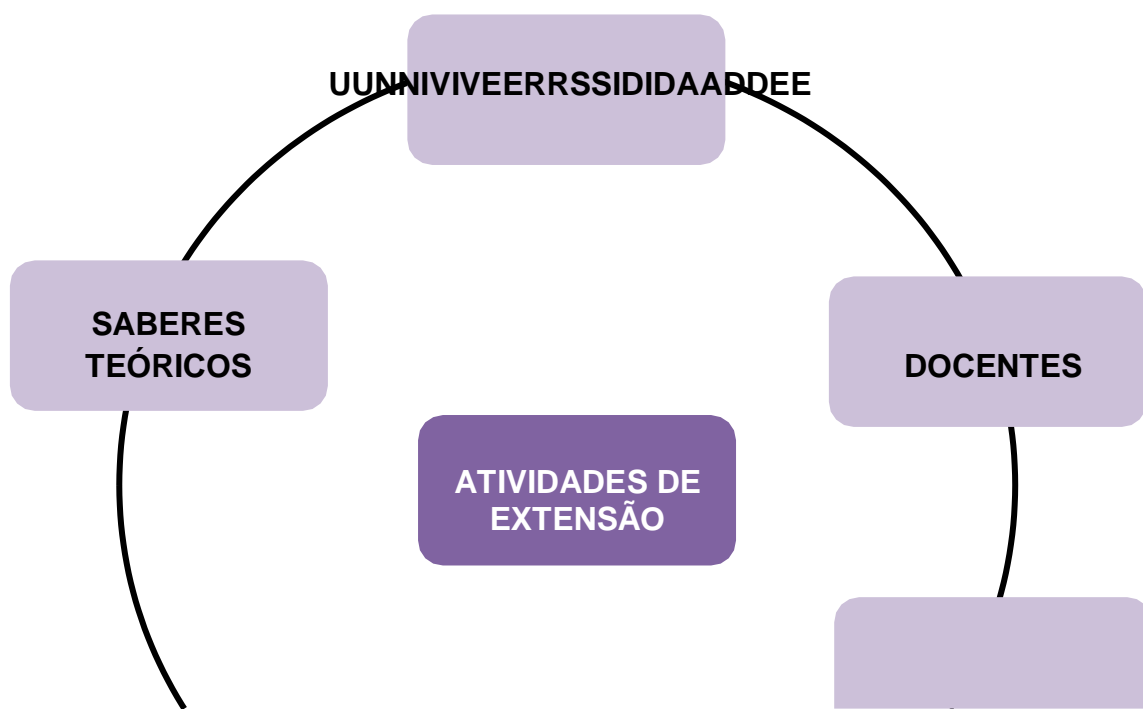 UUNNIVIVEERRSSIDIDAADDEE
SABERES
TEÓRICOS
DOCENTES
ATIVIDADES DE
EXTENSÃO